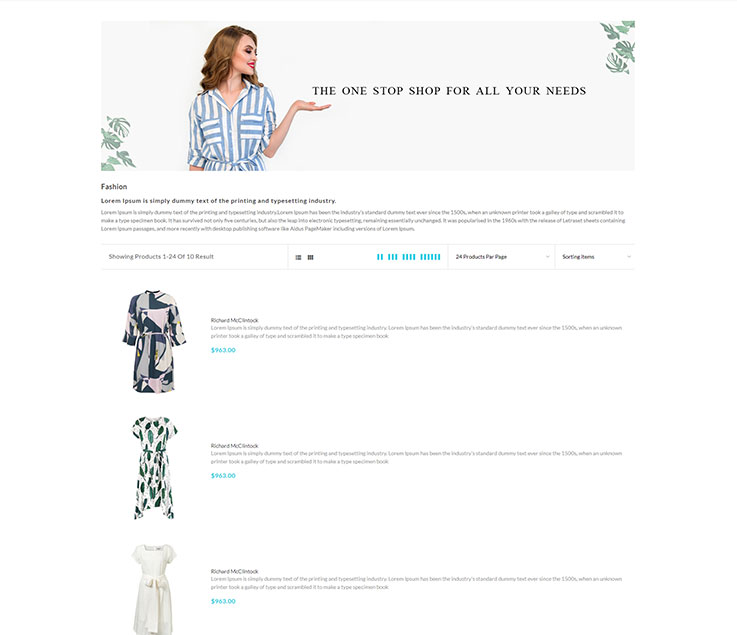 THE ONE STOP SHOP FOR ALL YOUR NEEDS
Fashion
Lorem Ipsum is simply dummy text of the printing and typesetting industry.
Lorem Ipsum is simply dummy text of the printing and typesetting industry.Lorem Ipsum has been the industry's standard dummy text ever since the 1500s, when an unknown printer took a galley of type and scrambled it to
make a type specimen book. It has survived not only five centuries, but also the leap into electronic typesetting, remaining essentially unchanged. It was popularised in the 1960s with the release of Letraset sheets containing
Lorem Ipsum passages, and more recently with desktop publishing software like Aldus PageMaker including versions of Lorem Ipsum.
Showing Products 1-24 Of 10 Result
24 Products Par Page
Sorting Items
Richard McClintock
Lorem Ipsum is simply dummy text of the printing and typesetting industry. Lorem Ipsum has been the industry's standard dummy text ever since the 1500s, when an unknown
printer took a galley of type and scrambled it to make a type specimen book
$963.00
Richard McClintock
Lorem Ipsum is simply dummy text of the printing and typesetting industry. Lorem Ipsum has been the industry's standard dummy text ever since the 1500s, when an unknown
printer took a galley of type and scrambled it to make a type specimen book
$963.00
Richard McClintock
Lorem Ipsum is simply dummy text of the printing and typesetting industry. Lorem Ipsum has been the industry's standard dummy text ever since the 1500s, when an unknown
printer took a galley of type and scrambled it to make a type specimen book
$963.00